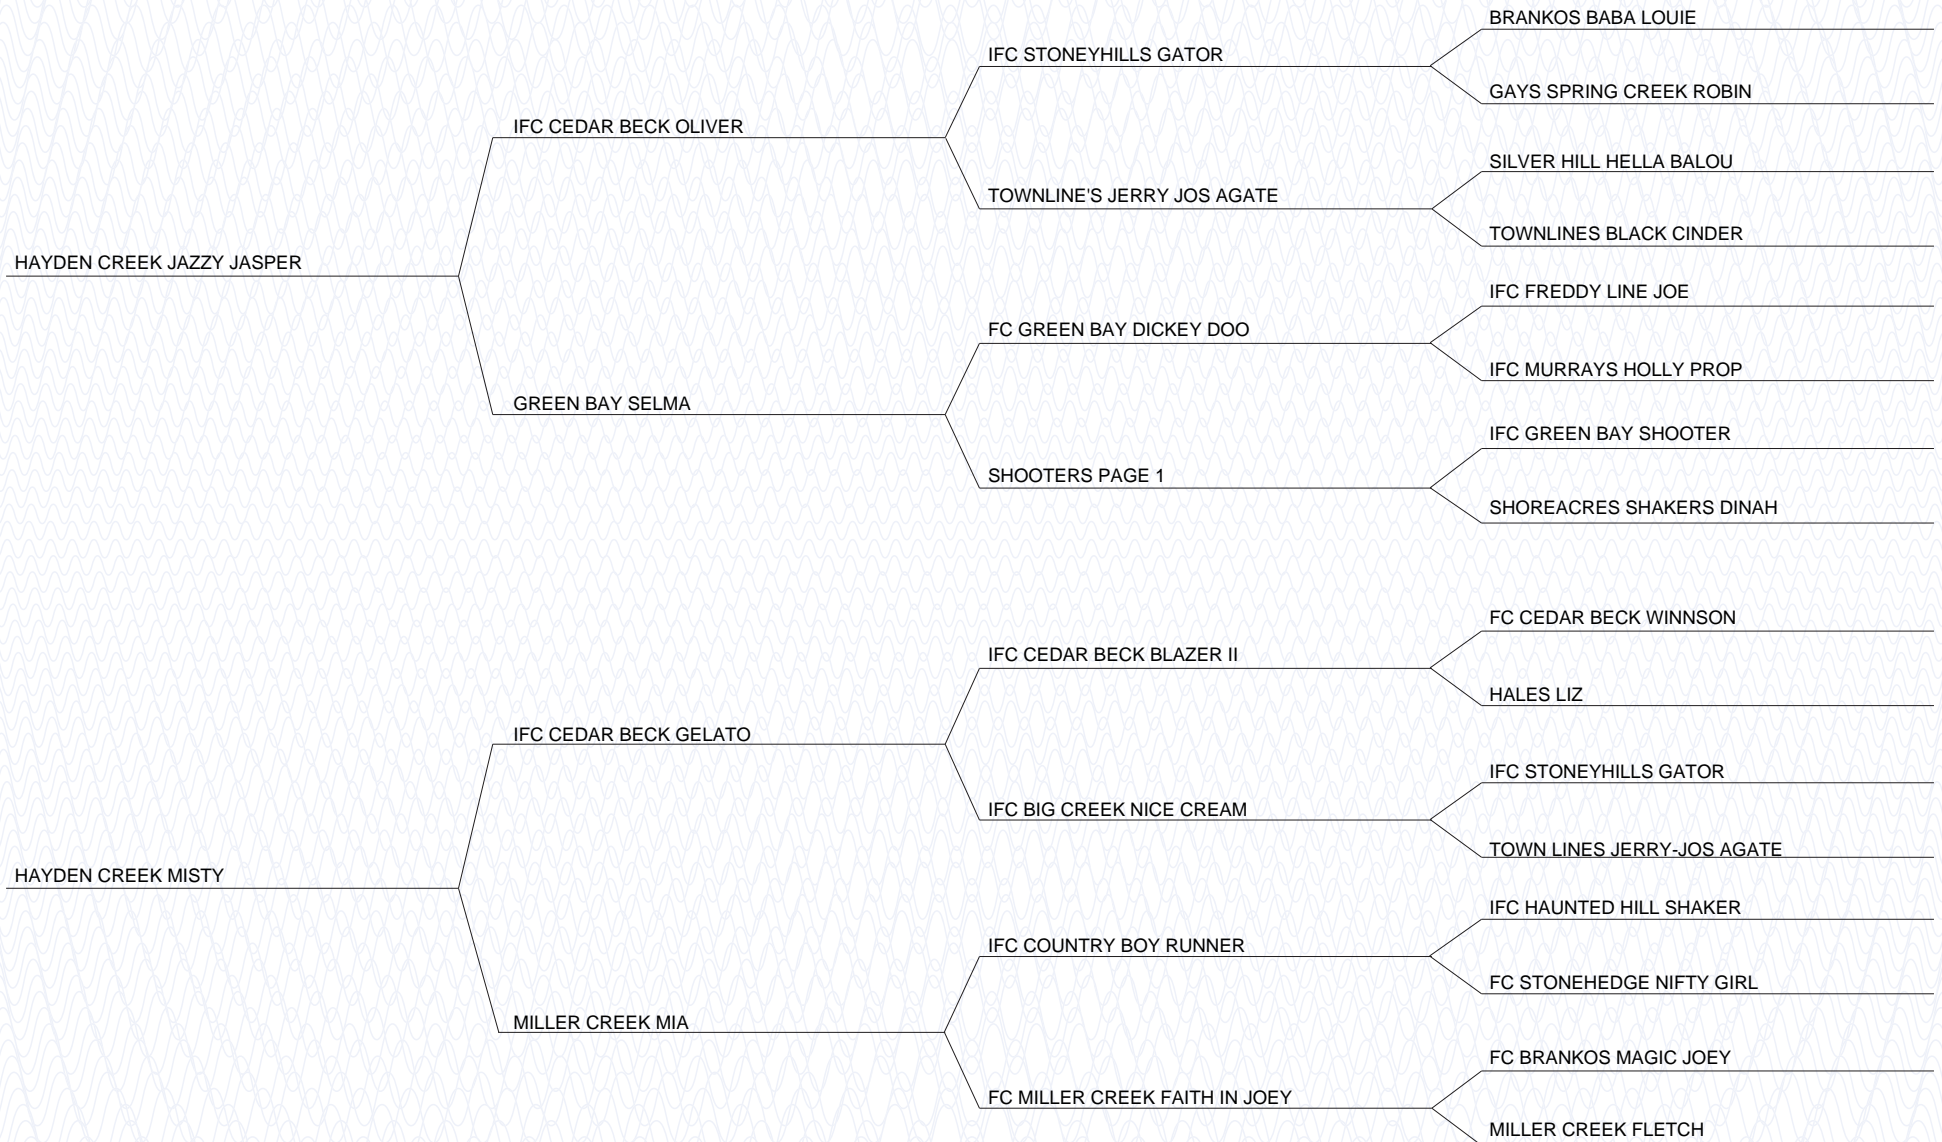 BRANKOS BABA LOUIE
IFC STONEYHILLS GATOR
GAYS SPRING CREEK ROBIN
IFC CEDAR BECK OLIVER
SILVER HILL HELLA BALOU
TOWNLINE'S JERRY JOS AGATE
TOWNLINES BLACK CINDER
HAYDEN CREEK JAZZY JASPER
IFC FREDDY LINE JOE
FC GREEN BAY DICKEY DOO
IFC MURRAYS HOLLY PROP
GREEN BAY SELMA
IFC GREEN BAY SHOOTER
SHOOTERS PAGE 1
SHOREACRES SHAKERS DINAH
FC CEDAR BECK WINNSON
IFC CEDAR BECK BLAZER II
HALES LIZ
IFC CEDAR BECK GELATO
IFC STONEYHILLS GATOR
IFC BIG CREEK NICE CREAM
TOWN LINES JERRY-JOS AGATE
HAYDEN CREEK MISTY
IFC HAUNTED HILL SHAKER
IFC COUNTRY BOY RUNNER
FC STONEHEDGE NIFTY GIRL
MILLER CREEK MIA
FC BRANKOS MAGIC JOEY
FC MILLER CREEK FAITH IN JOEY
MILLER CREEK FLETCH